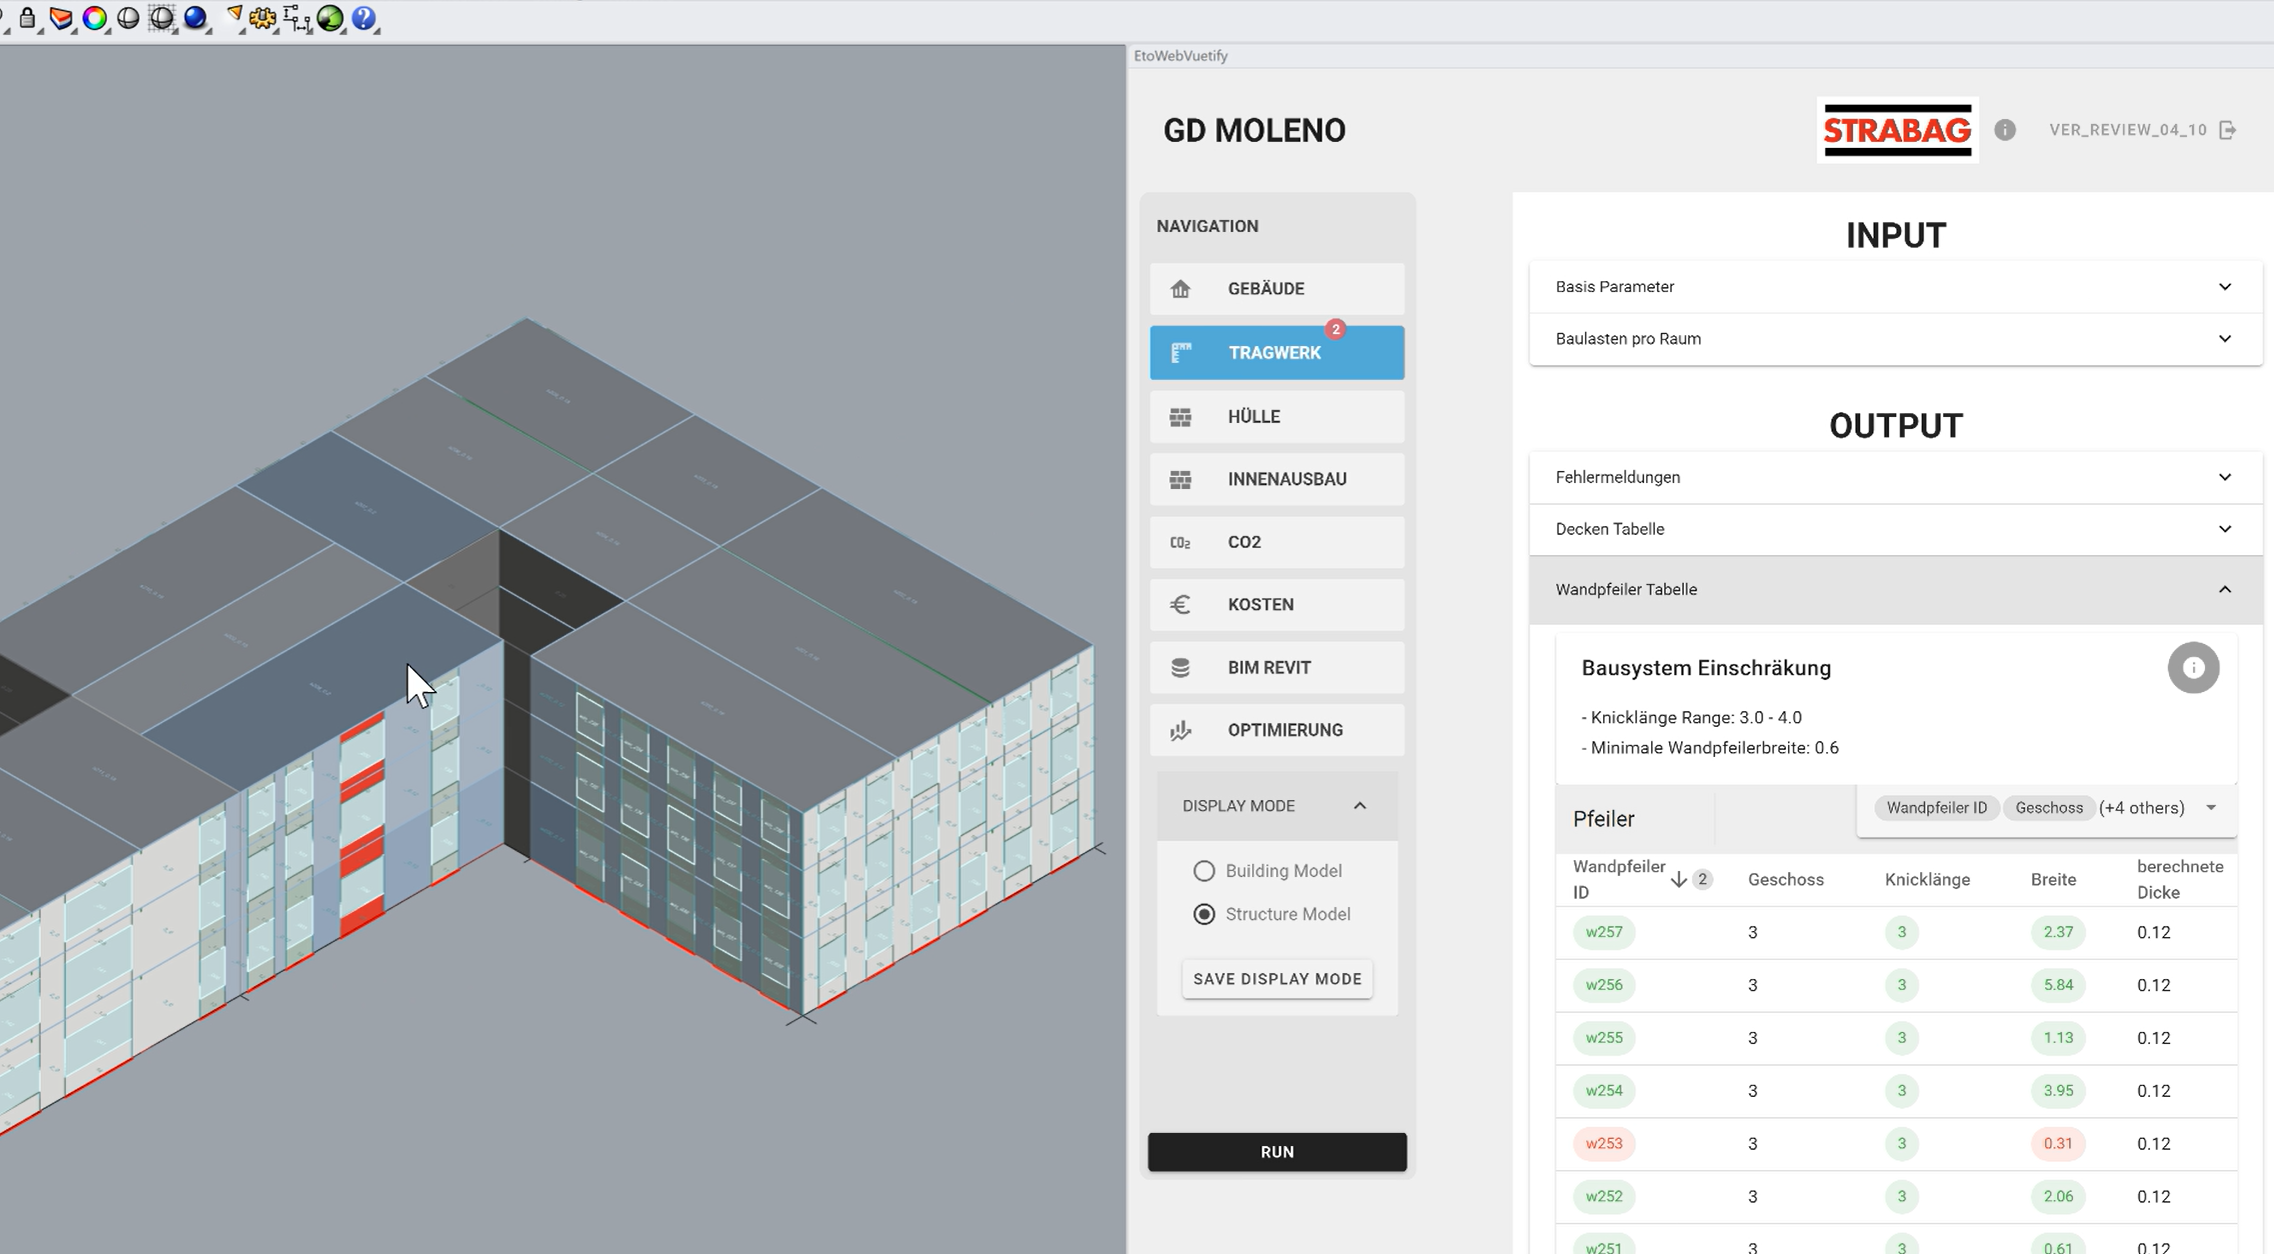 EtoWebVuetify
GD MOLENO
STRABAG
VER_REVIEW_04_10
NAVIGATION
GEBÄUDE
TRAGWERK
2
HÜLLE
INNENAUSBAU
CO2
CO2
KOSTEN
BIM REVIT
OPTIMIERUNG
DISPLAY MODE
Building Model
Structure Model
SAVE DISPLAY MODE
RUN
INPUT
Basis Parameter
Baulasten pro Raum
OUTPUT
Fehlermeldungen
Decken Tabelle
Wandpfeiler Tabelle
Bausystem Einschräkung
- Knicklänge Range: 3.0 - 4.0
- Minimale Wandpfeilerbreite: 0.6
Pfeiler
Wandpfeiler ID Geschoss (+4 others)
Wandpfeiler ID 2 Geschoss Knicklänge Breite berechnete Dicke
w257 3 3 2.37 0.12
w256 3 3 5.84 0.12
w255 3 3 1.13 0.12
w254 3 3 3.95 0.12
w253 3 3 0.31 0.12
w252 3 3 2.06 0.12
w251 3 3 0.61 0.12